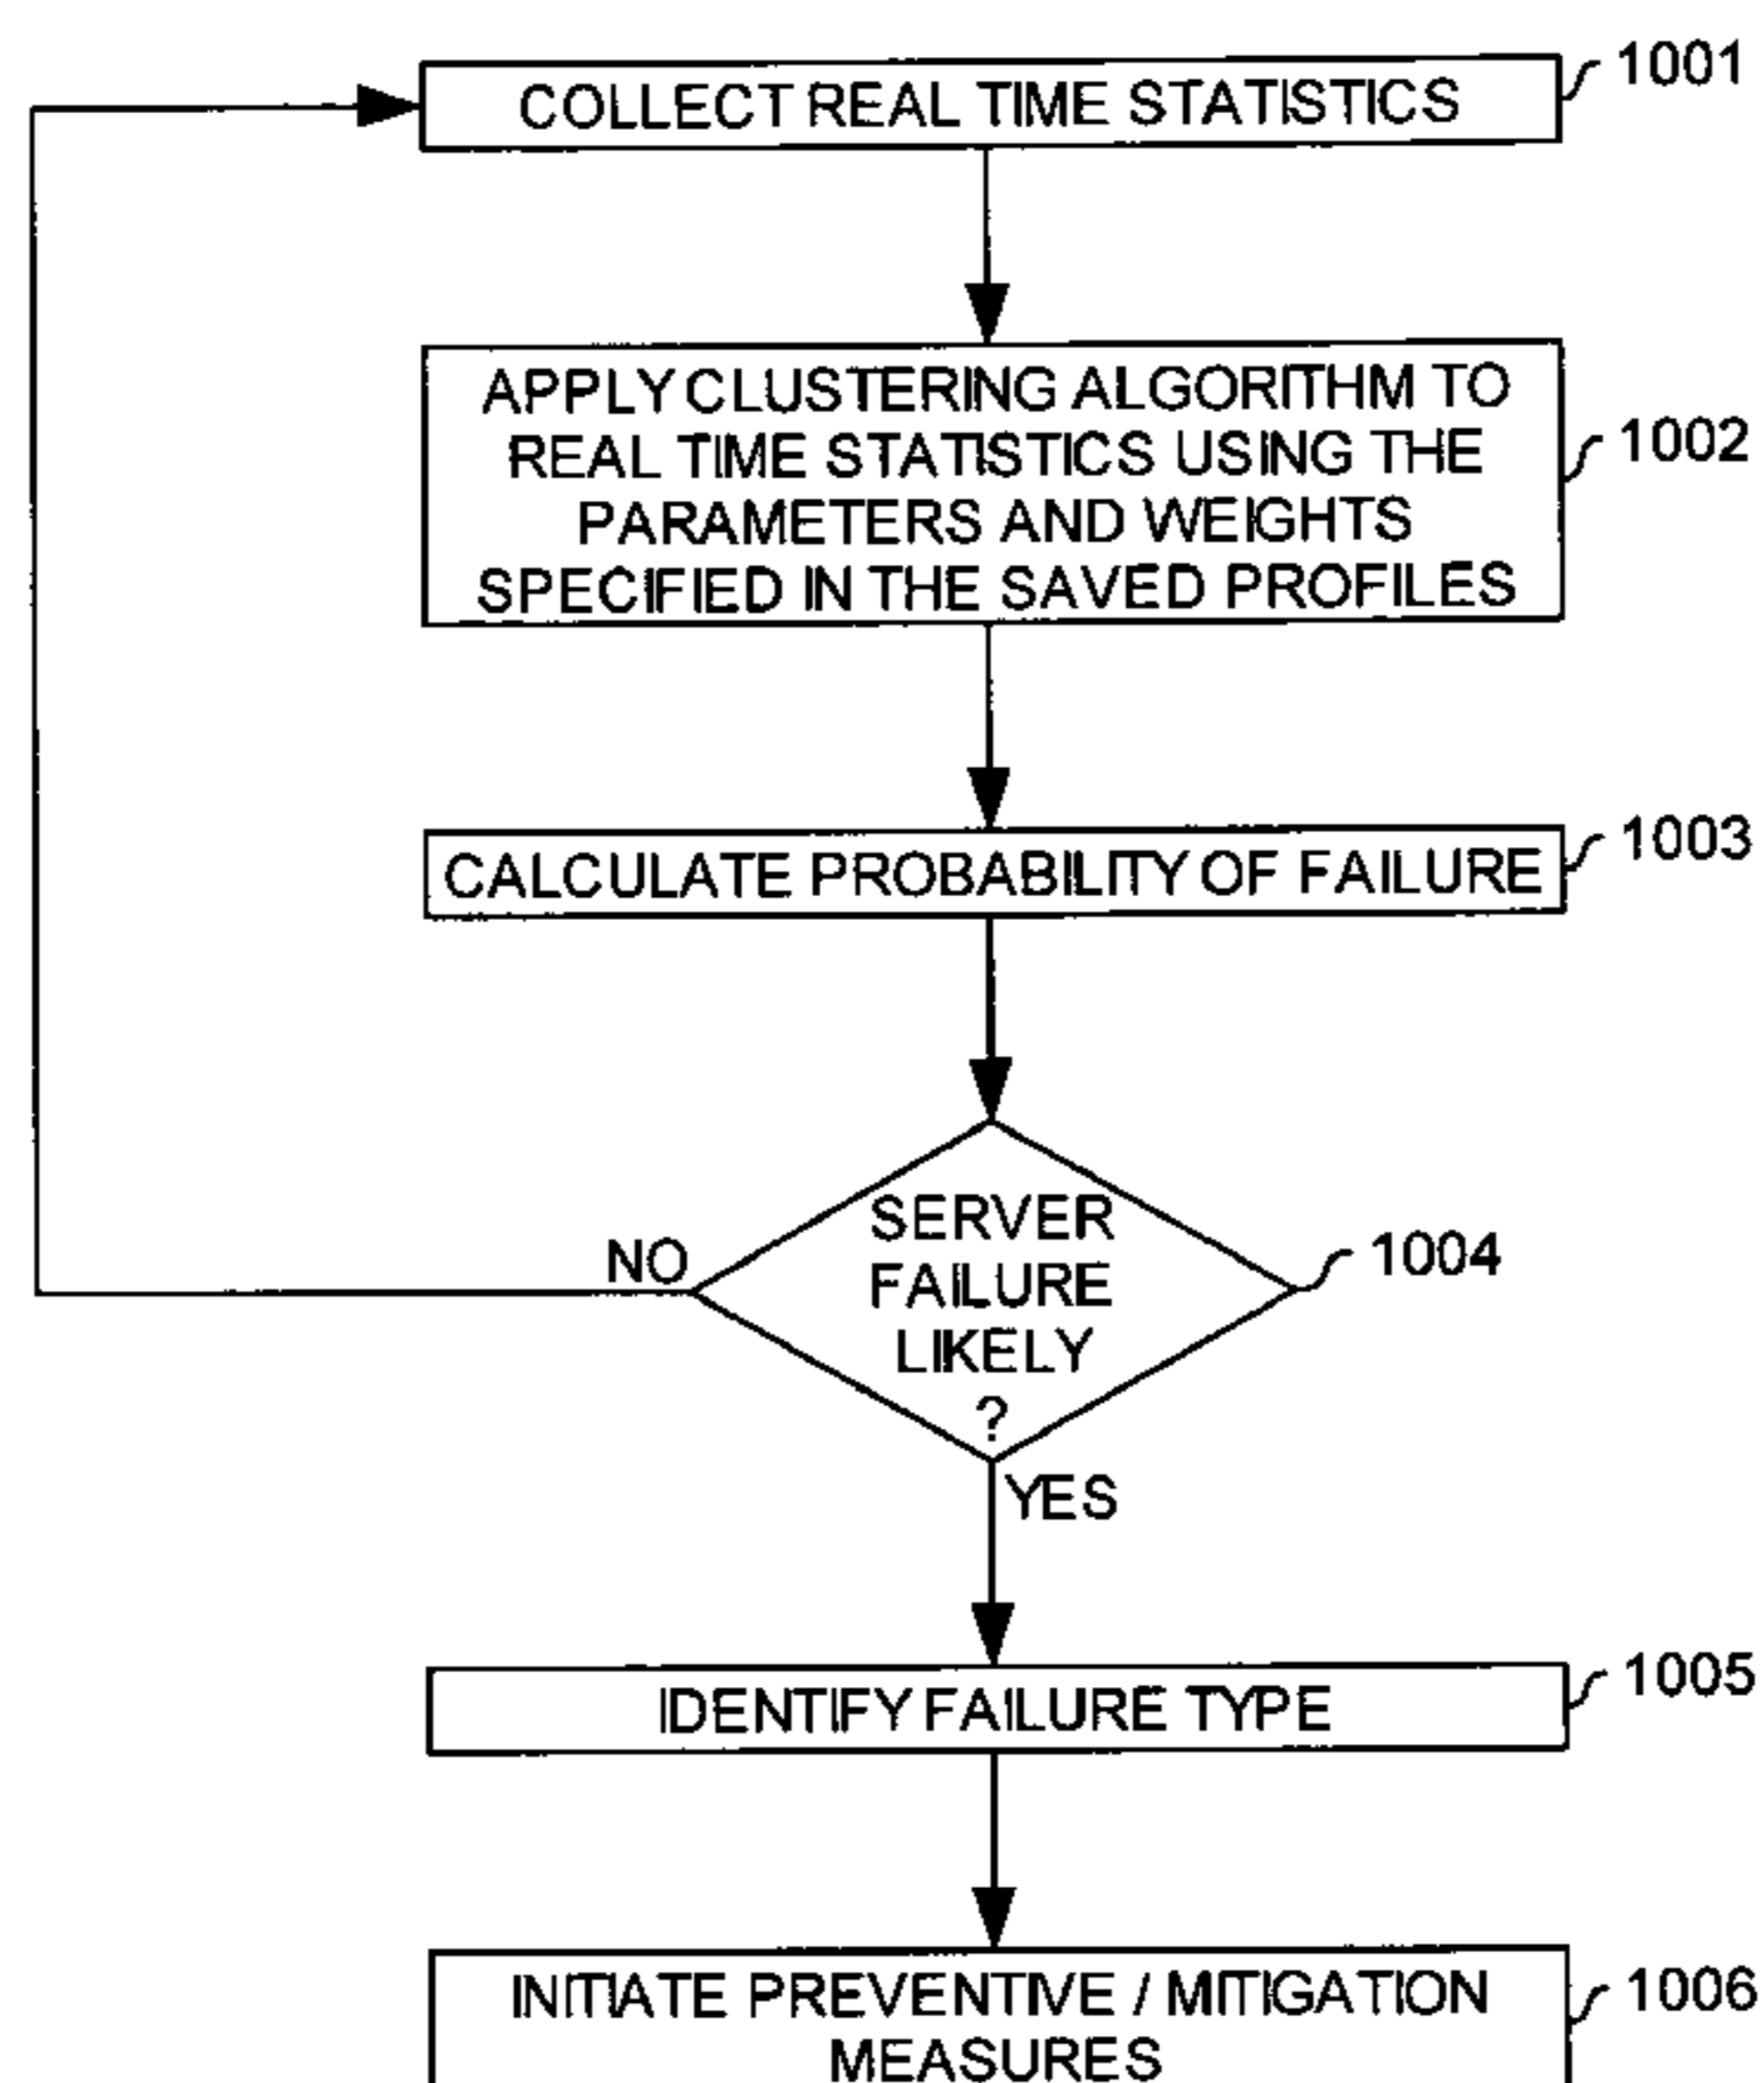 COLLECT REAL TIME STATISTICS
1001
APPLY CLUSTERING ALGORITHM TO
REAL TIME STATISTICS USING THE
PARAMETERS AND WEIGHTS
SPECIFIED IN THE SAVED PROFILES
1002
CALCULATE PROBABILITY OF FAILURE
1003
SERVER
FAILURE
LIKELY
?
1004
NO
YES
IDENTIFY FAILURE TYPE
1005
INITIATE PREVENTIVE / MITIGATION
MEASURES
1006